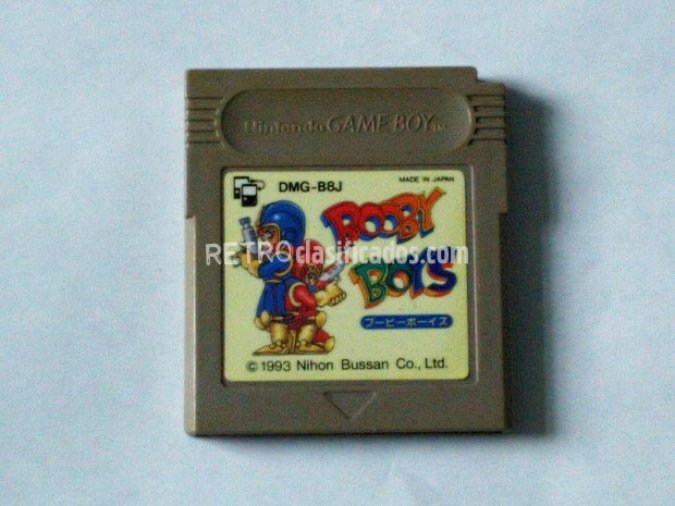 Nintendo GAME BOY TM
DMG-B8J
MADE IN JAPAN
BOOBY
RETROclasificados.com
BOYS
ブービーボーイズ
©1993 Nihon Bussan Co., Ltd.